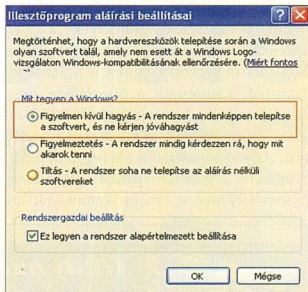 Illesztőprogram aláírási beállításai
Megtörténhet, hogy a hardvereszközök telepítése során a Windows
olyan szoftvert talál, amely nem esett át a Windows Logo-
vizsgálaton Windows-kompatibilitásának ellenőrzésére. (Miért fontos
Mit tegyen a Windows?
Figyelmen kívül hagyás - A rendszer mindenképpen telepítse
a szoftvert, és ne kérjen jóváhagyást
Figyelmeztetés - A rendszer mindig kérdezzen rá, hogy mit
akarok tenni
Tiltás - A rendszer soha ne telepítse az aláírás nélküli
szoftvereket
Rendszergazdai beállítás
Ez legyen a rendszer alapértelmezett beállítása
OK
Mégse